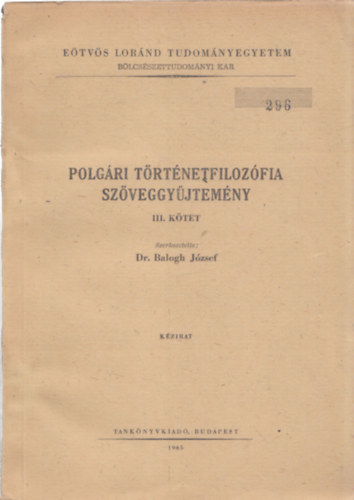 EÖTVÖS LORÁND TUDOMÁNYEGYETEM
BÖLCSÉSZETTUDOMÁNYI KAR
296
POLGÁRI TÖRTÉNETFILOZÓFIA
SZÖVEGGYŰJTEMÉNY
III. KÖTET
Szerkesztette:
Dr. Balogh József
KÉZIRAT
TANKÖNYVKIADÓ, BUDAPEST